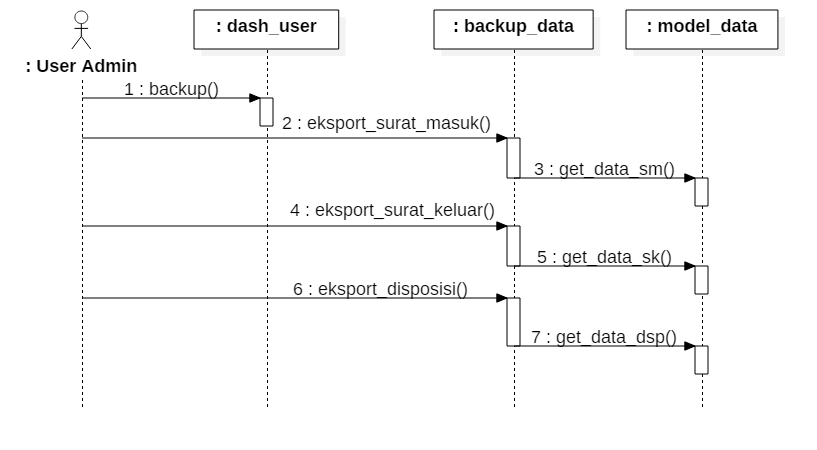 : dash_user
: backup_data
: model_data
: User Admin
1 : backup()
2 : eksport_surat_masuk()
3 : get_data_sm()
4 : eksport_surat_keluar()
5 : get_data_sk()
6 : eksport_disposisi()
7 : get_data_dsp()